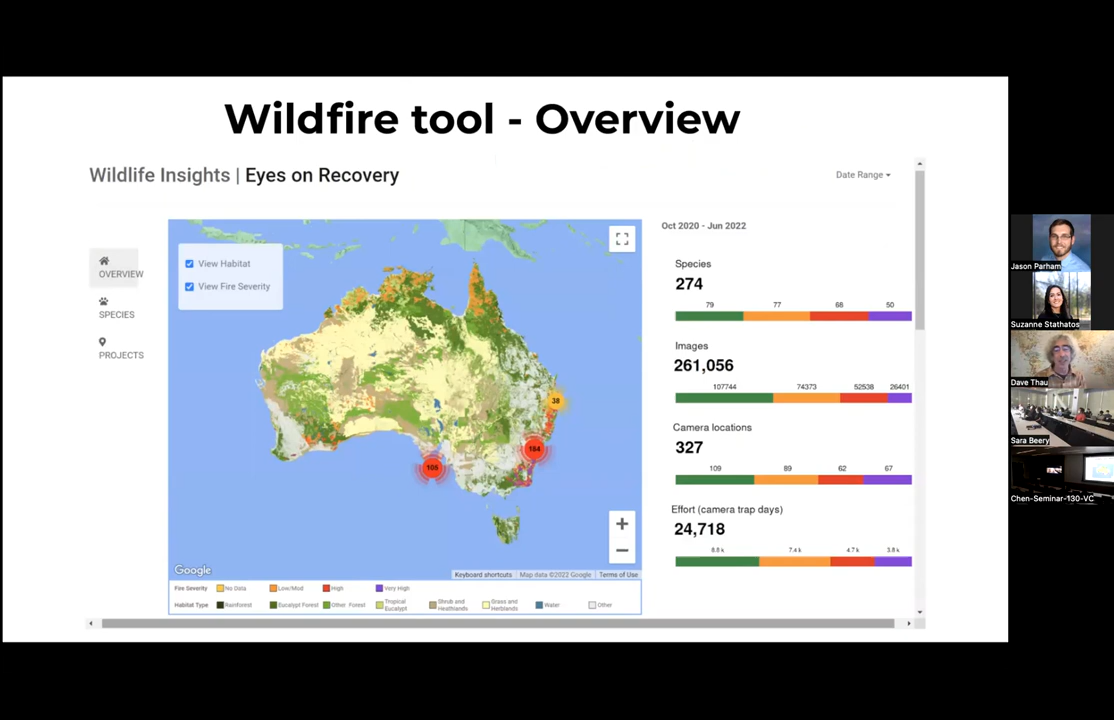 Wildfire tool - Overview
Wildlife Insights | Eyes on Recovery
Date Range
OVERVIEW
SPECIES
PROJECTS
View Habitat
View Fire Severity
38
184
105
Google
Keyboard shortcuts
Map data ©2022 Google
Terms of Use
Fire Severity
No Data
Low/Mod
High
Very High
Habitat Type
Rainforest
Eucalypt Forest
Other Forest
Tropical
Eucalypt
Shrub and
Heathlands
Grass and
Herblands
Water
Other
Oct 2020 - Jun 2022
Species
274
79 77 68 50
Images
261,056
107744 74373 52538 26401
Camera locations
327
109 89 62 67
Effort (camera trap days)
24,718
8.8 k 7.4 k 4.7 k 3.8 k
Jason Parham
Suzanne Stathatos
Dave Thau
Sara Beery
Chen-Seminar-130-VC